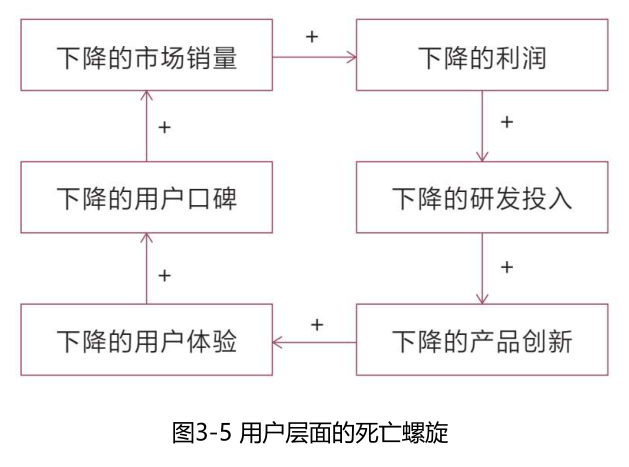 下降的市场销量
+
下降的利润
+
+
下降的用户口碑
下降的研发投入
+
+
下降的用户体验
+
下降的产品创新
图3-5 用户层面的死亡螺旋